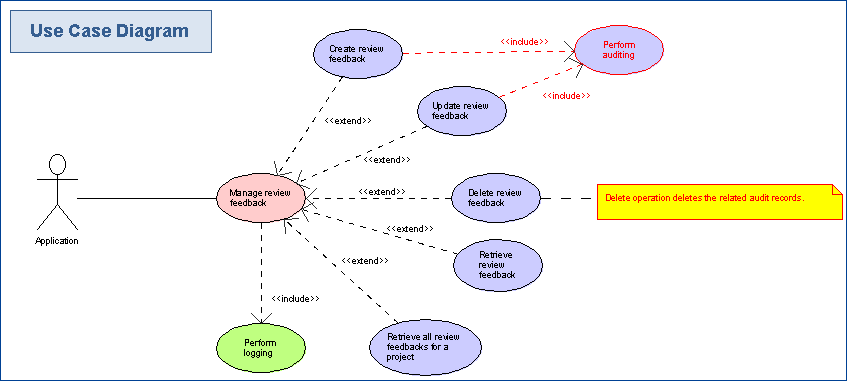 Use Case Diagram
Create review
feedback
<<include>>
Perform
auditing
Update review
feedback
<<include>>
<<extend>>
<<extend>>
Manage review
feedback
<<extend>>
Delete review
feedback
Delete operation deletes the related audit records.
Application
<<extend>>
Retrieve
review
feedback
<<extend>>
<<include>>
Perform
logging
Retrieve all review
feedbacks for a
project